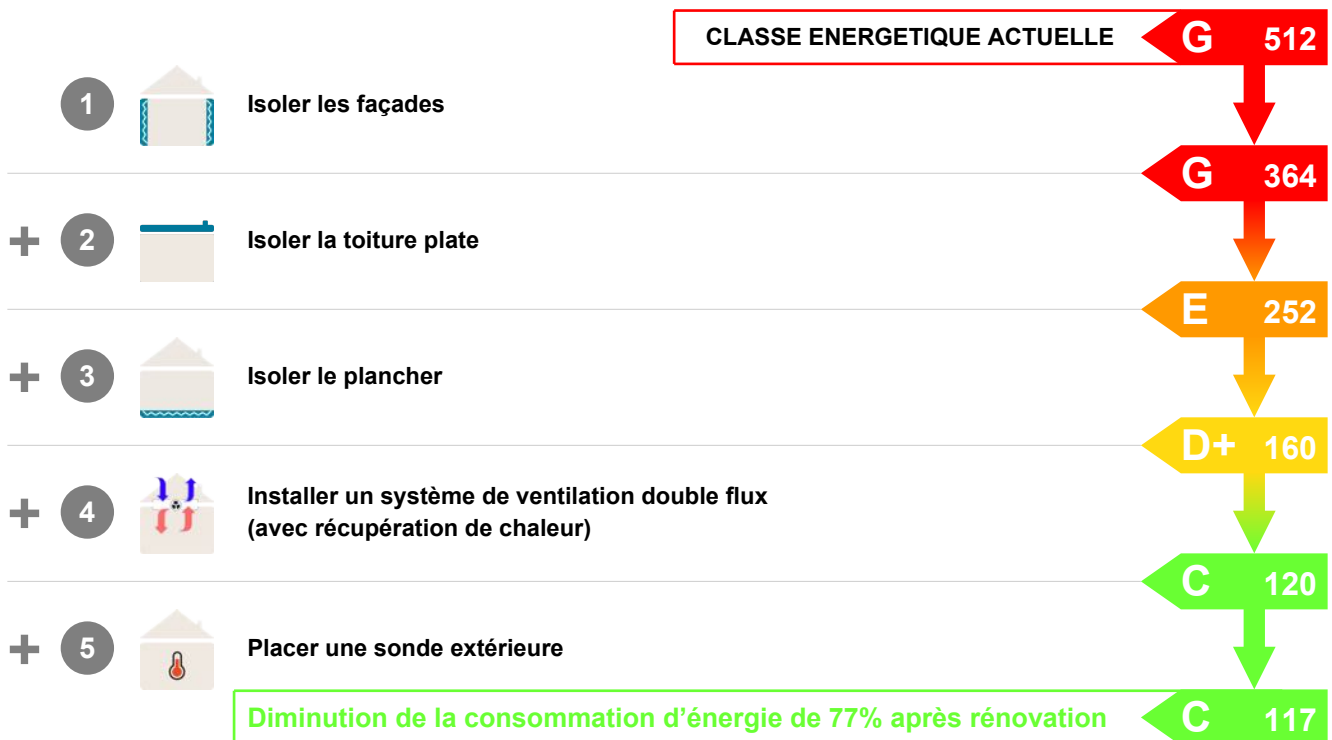 CLASSE ENERGETIQUE ACTUELLE G 512
1 Isoler les façades
G 364
+ 2 Isoler la toiture plate
E 252
+ 3 Isoler le plancher
D+ 160
+ 4 Installer un système de ventilation double flux
(avec récupération de chaleur)
C 120
+ 5 Placer une sonde extérieure
Diminution de la consommation d’énergie de 77% après rénovation C 117